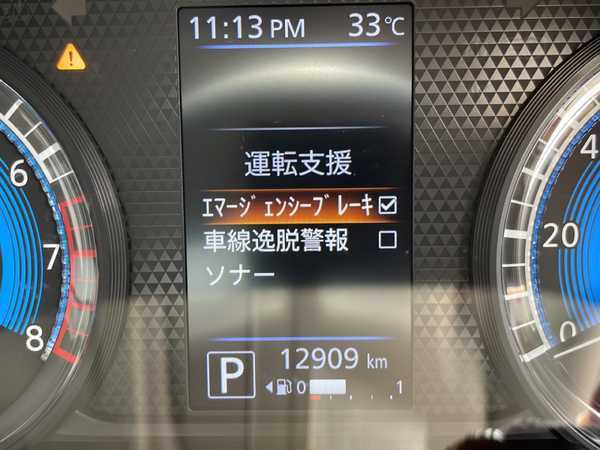 11:13 PM 33℃
運転支援
エマージェンシーブレーキ ☑
車線逸脱警報 □
ソナー
P 12909 km
0 1
6
7
8
4
20
0